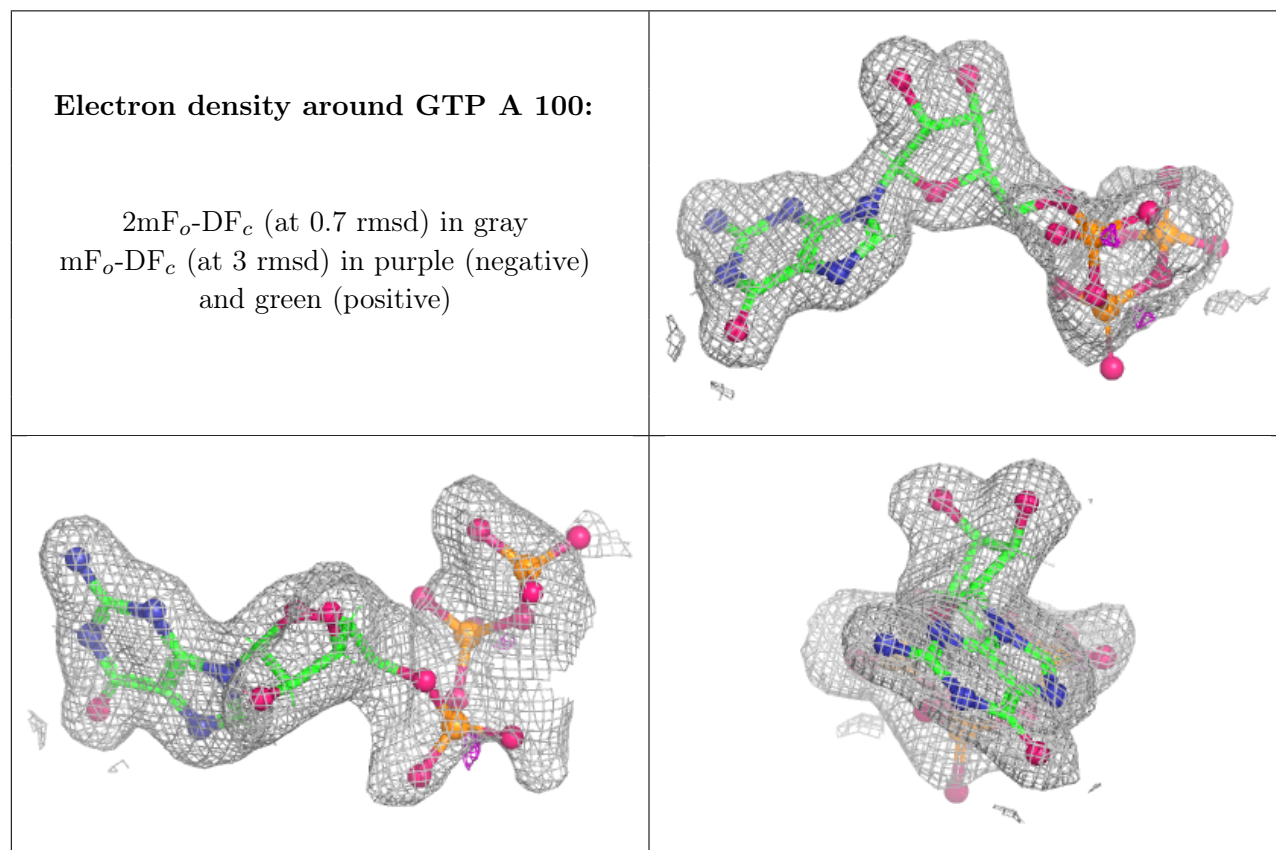 Electron density around GTP A 100:
2mFo-DFc (at 0.7 rmsd) in gray
mFo-DFc (at 3 rmsd) in purple (negative)
and green (positive)